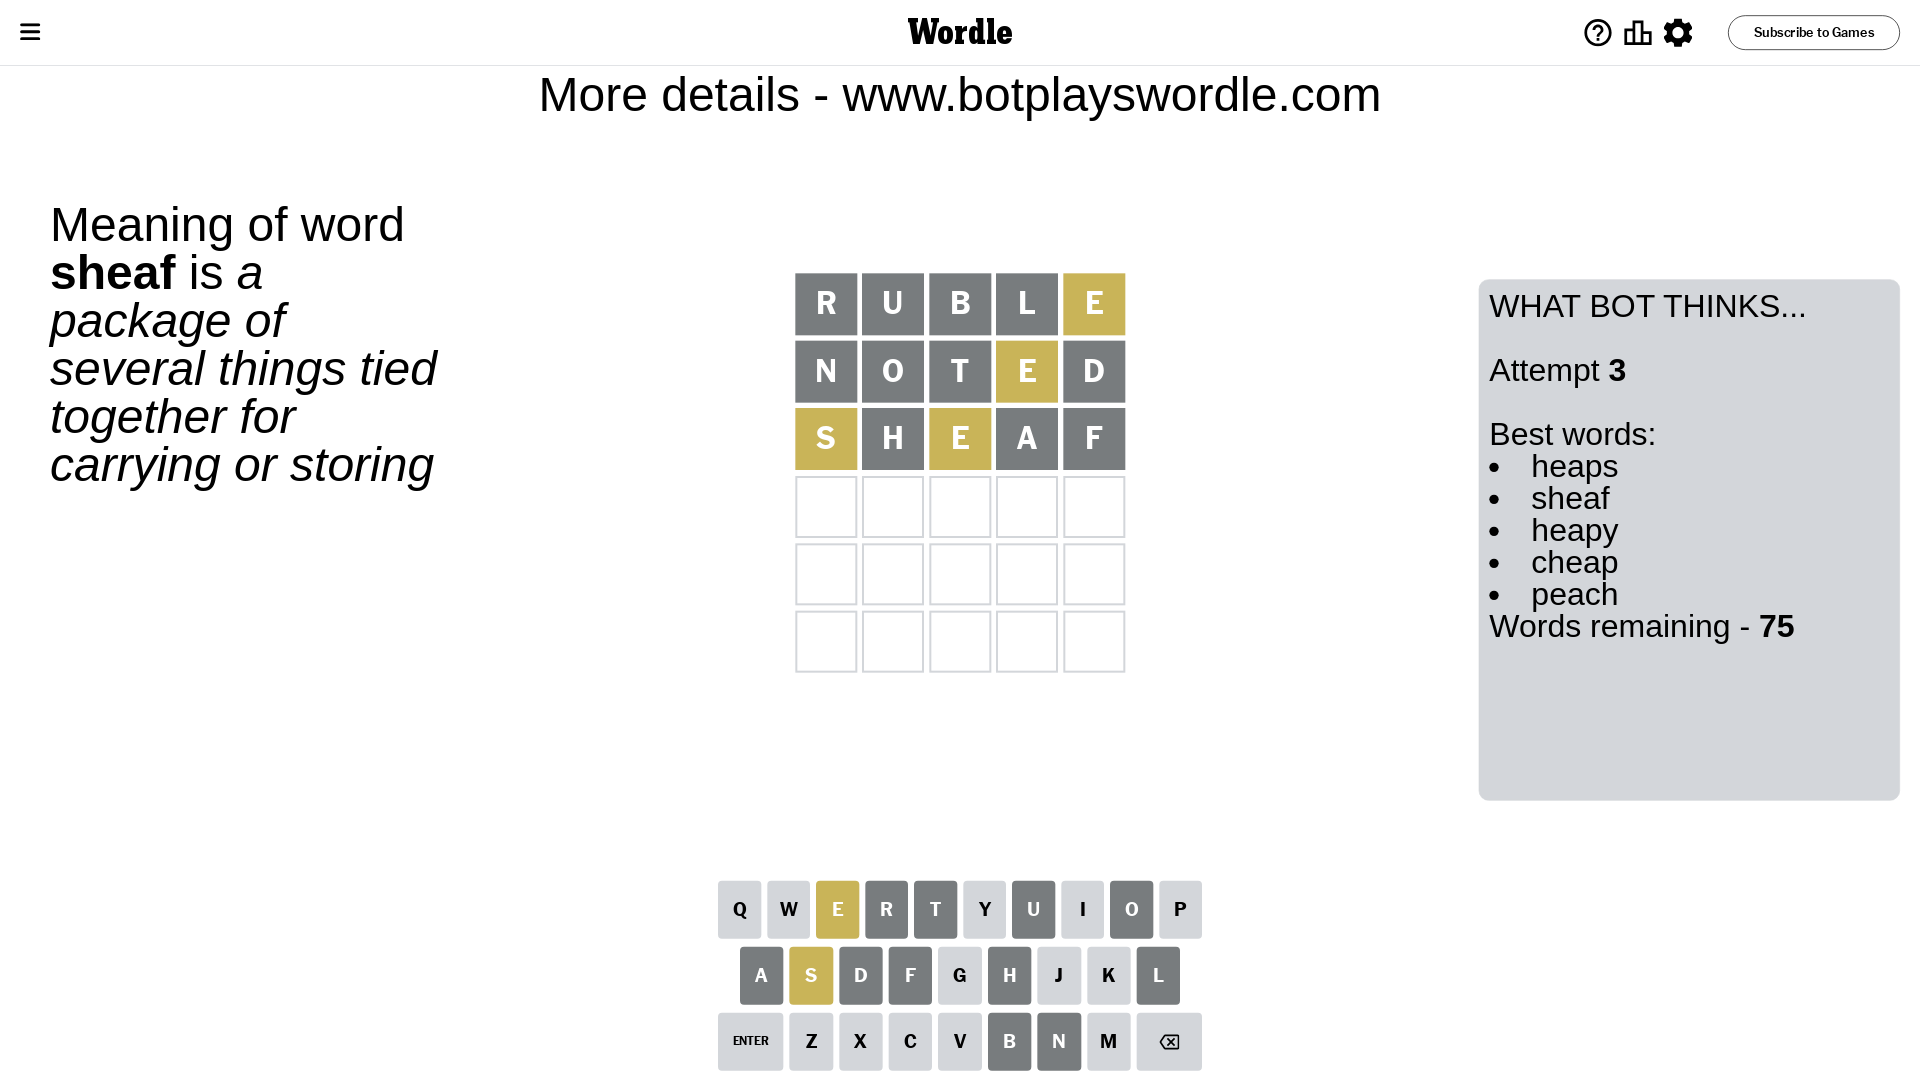 Wordle
Subscribe to Games
More details - www.botplayswordle.com
Meaning of word
sheaf is a
package of
several things tied
together for
carrying or storing
R U B L E
N O T E D
S H E A F
WHAT BOT THINKS...
Attempt 3
Best words:
• heaps
• sheaf
• heapy
• cheap
• peach
Words remaining - 75
Q W E R T Y U I O P
A S D F G H J K L
ENTER Z X C V B N M